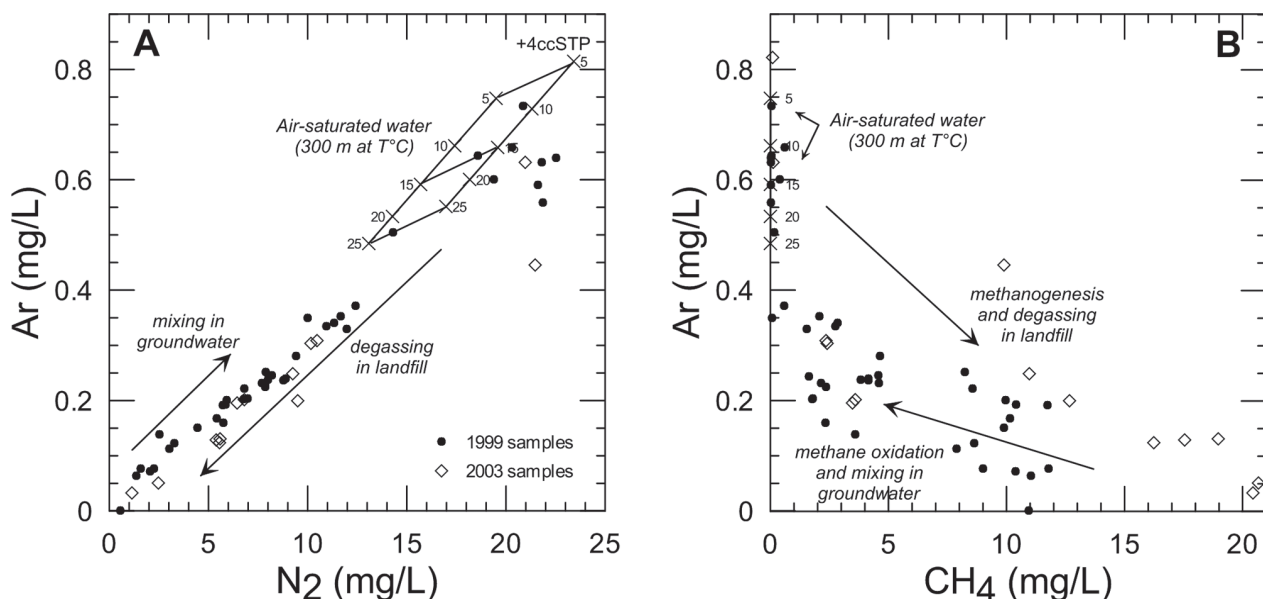 A
+4ccSTP
5
5
10
10
15
15
20
20
25
25
Air-saturated water
(300 m at T°C)
mixing in
groundwater
degassing
in landfill
1999 samples
2003 samples
0.8
0.6
0.4
0.2
0
Ar (mg/L)
0 5 10 15 20 25
N2 (mg/L)
B
5
10
15
20
25
Air-saturated water
(300 m at T°C)
methanogenesis
and degassing
in landfill
methane oxidation
and mixing in
groundwater
0.8
0.6
0.4
0.2
0
Ar (mg/L)
0 5 10 15 20
CH4 (mg/L)